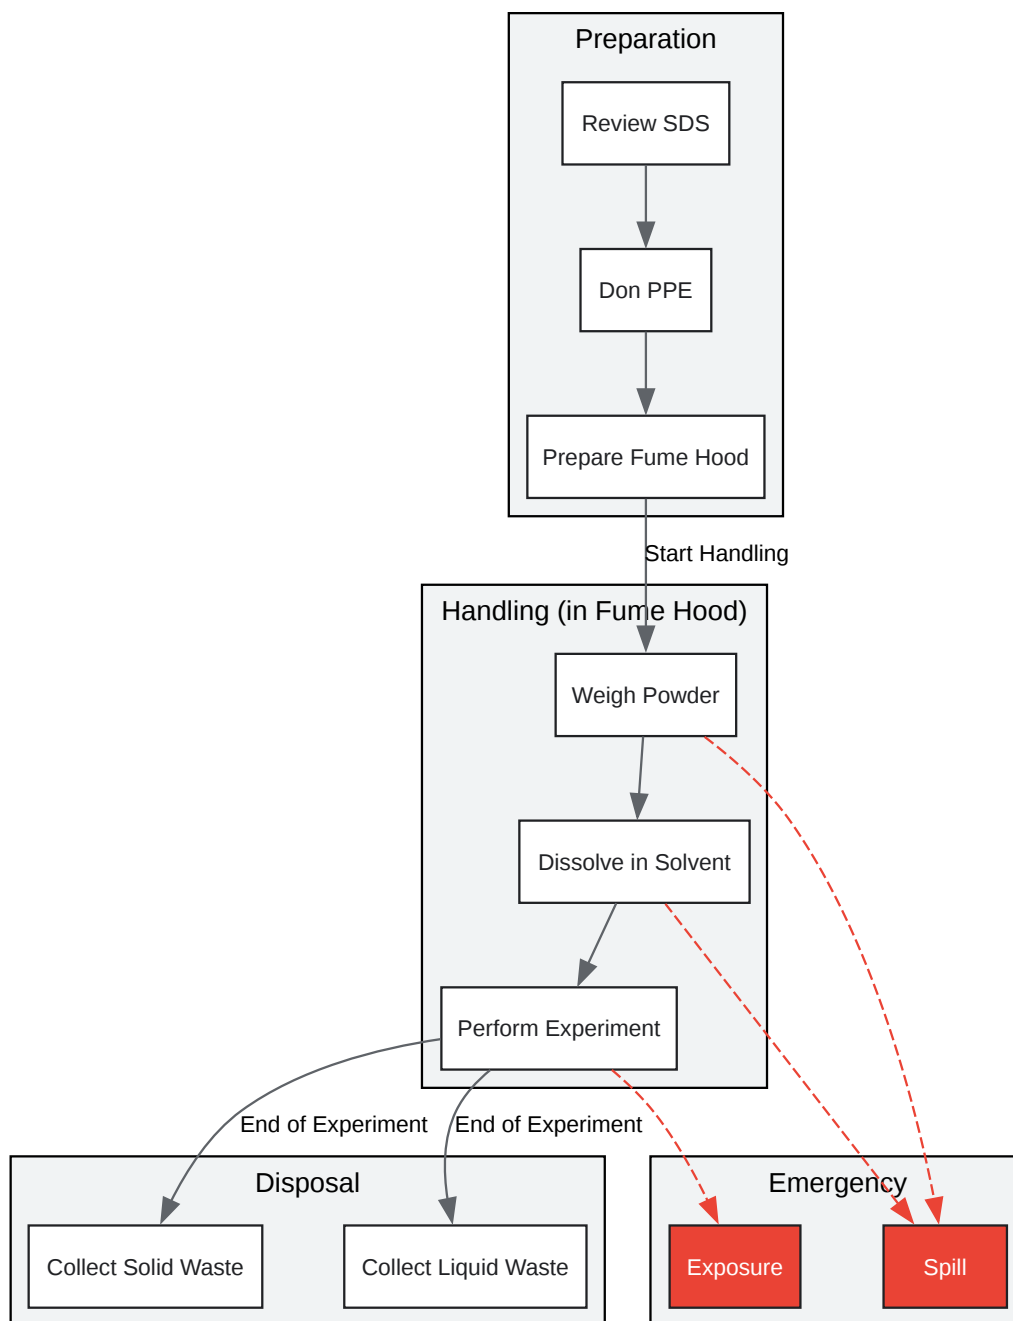 Preparation
Review SDS
Don PPE
Prepare Fume Hood
Start Handling
Handling (in Fume Hood)
Weigh Powder
Dissolve in Solvent
Perform Experiment
End of Experiment
End of Experiment
Disposal
Emergency
Collect Solid Waste
Collect Liquid Waste
Exposure
Spill